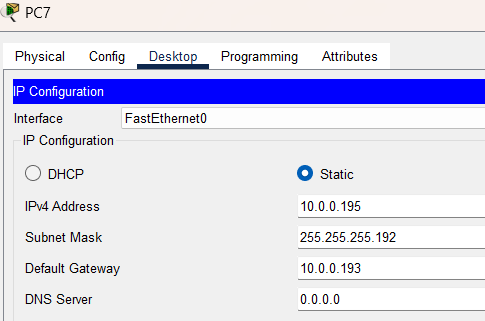 PC7
Physical Config Desktop Programming Attributes
IP Configuration
Interface FastEthernet0
IP Configuration
DHCP Static
IPv4 Address 10.0.0.195
Subnet Mask 255.255.255.192
Default Gateway 10.0.0.193
DNS Server 0.0.0.0